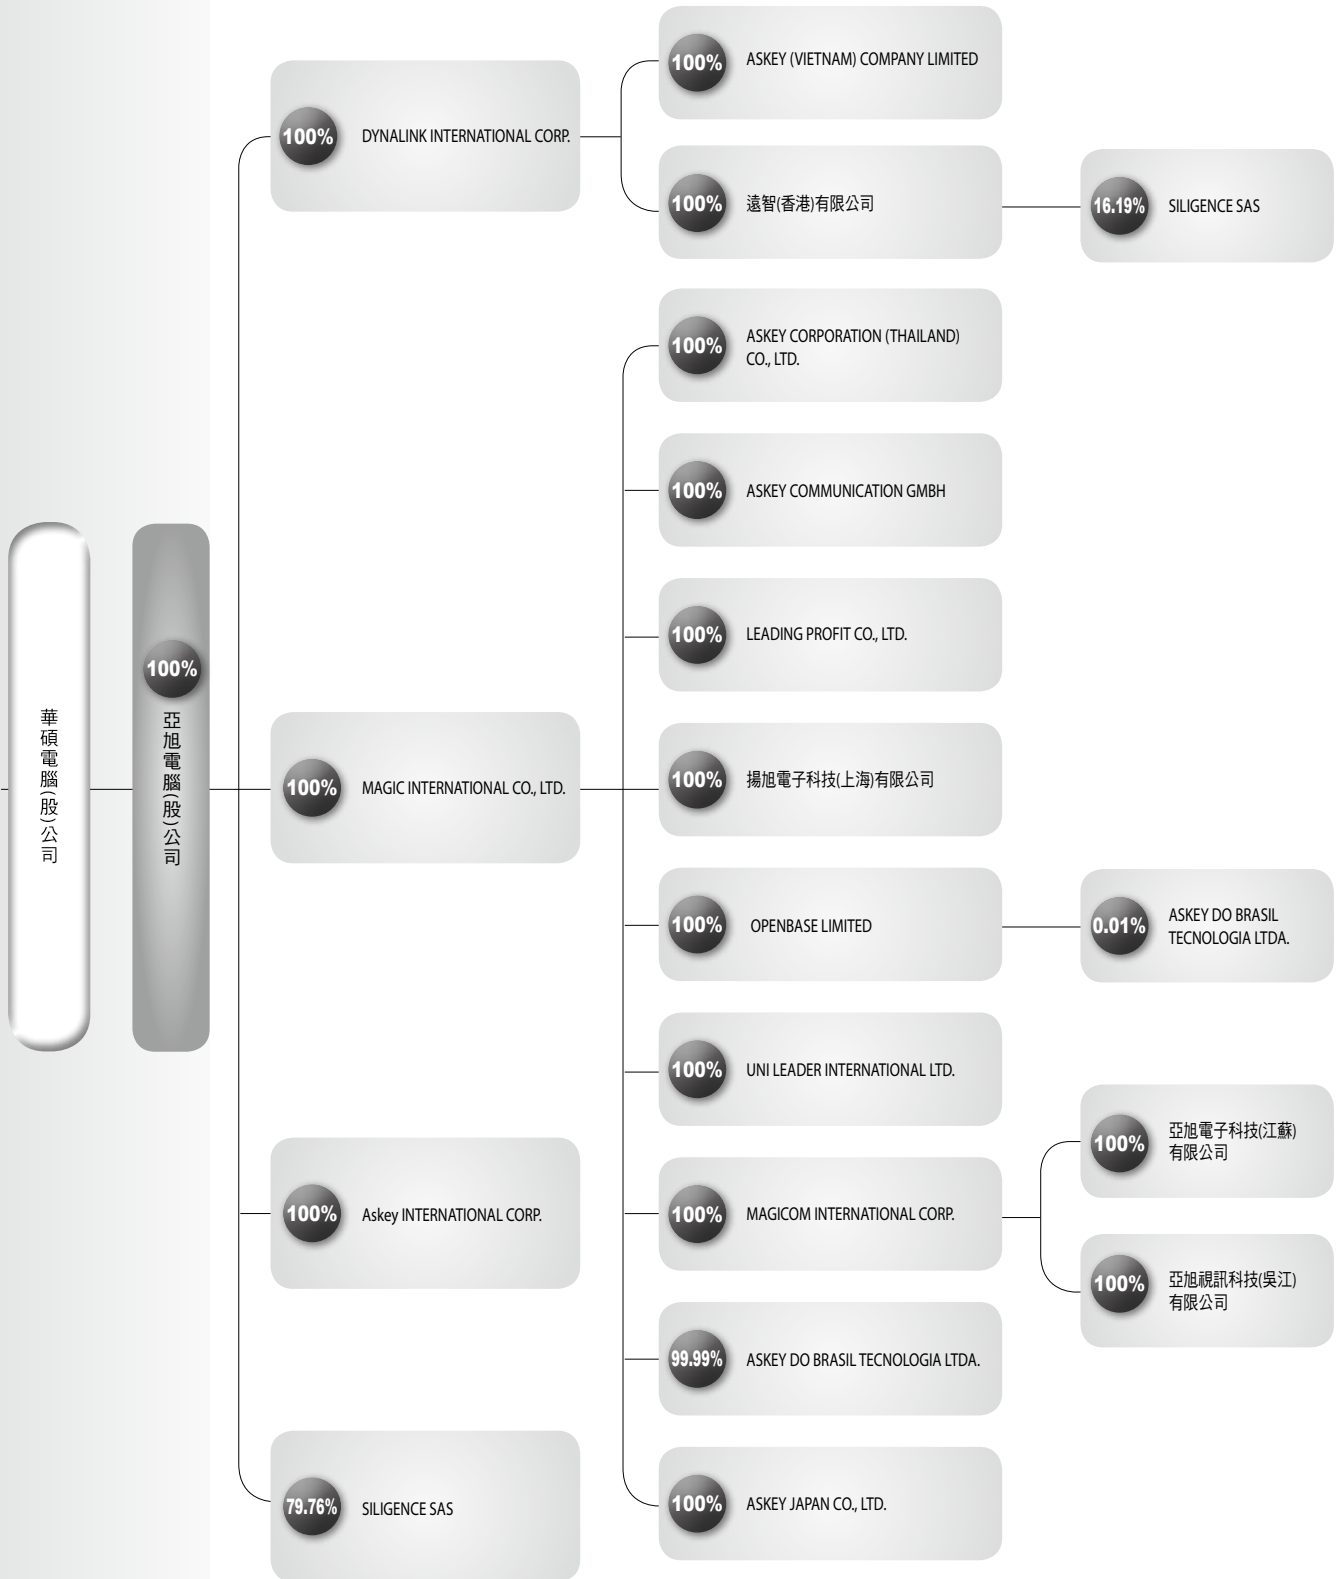 華碩電腦(股)公司
100%
亞旭電腦(股)公司
100%
DYNALINK INTERNATIONAL CORP.
100%
ASKEY (VIETNAM) COMPANY LIMITED
100%
遠智(香港)有限公司
16.19%
SILIGENCE SAS
100%
MAGIC INTERNATIONAL CO., LTD.
100%
ASKEY CORPORATION (THAILAND)
CO., LTD.
100%
ASKEY COMMUNICATION GMBH
100%
LEADING PROFIT CO., LTD.
100%
揚旭電子科技(上海)有限公司
100%
OPENBASE LIMITED
0.01%
ASKEY DO BRASIL
TECNOLOGIA LTDA.
100%
UNI LEADER INTERNATIONAL LTD.
100%
MAGICOM INTERNATIONAL CORP.
100%
亞旭電子科技(江蘇)
有限公司
100%
亞旭視訊科技(吳江)
有限公司
99.99%
ASKEY DO BRASIL TECNOLOGIA LTDA.
100%
ASKEY JAPAN CO., LTD.
100%
Askey INTERNATIONAL CORP.
79.76%
SILIGENCE SAS